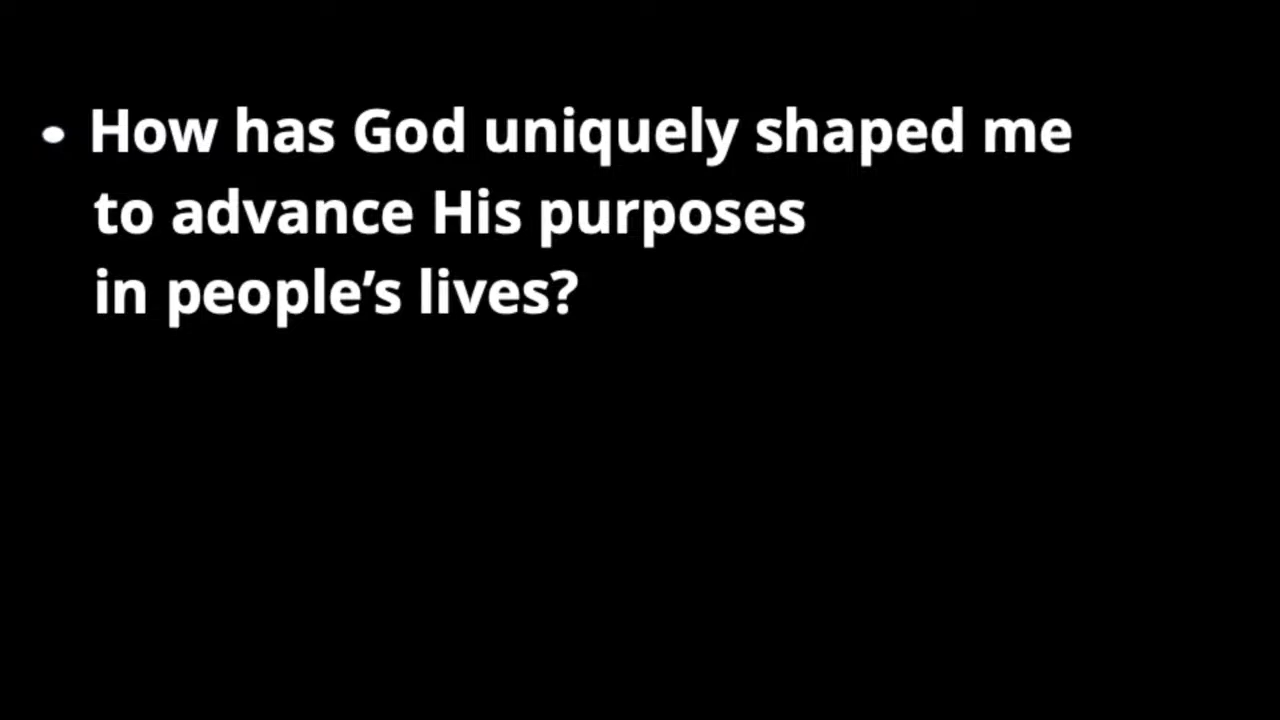 • How has God uniquely shaped me
to advance His purposes
in people’s lives?